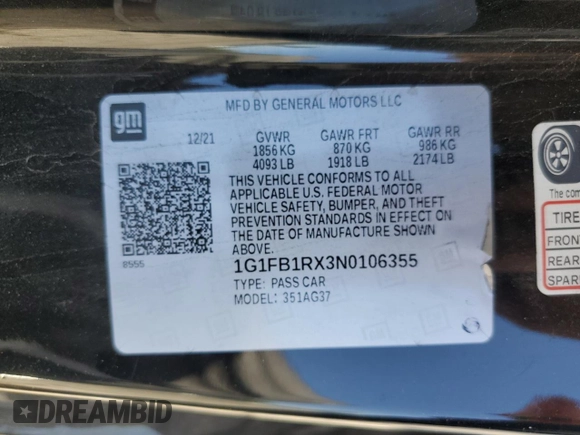 MFD BY GENERAL MOTORS LLC
gm
12/21 GVWR GAWR FRT GAWR RR
1856 KG 870 KG 986 KG
4093 LB 1918 LB 2174 LB
THIS VEHICLE CONFORMS TO ALL
APPLICABLE U.S. FEDERAL MOTOR
VEHICLE SAFETY, BUMPER, AND THEFT
PREVENTION STANDARDS IN EFFECT ON
THE DATE OF MANUFACTURE SHOWN
ABOVE.
8555
1G1FB1RX3N0106355
TYPE: PASS CAR
MODEL: 351AG37
The com
TIRE
FRON
REAR
SPAR
DREAMBID